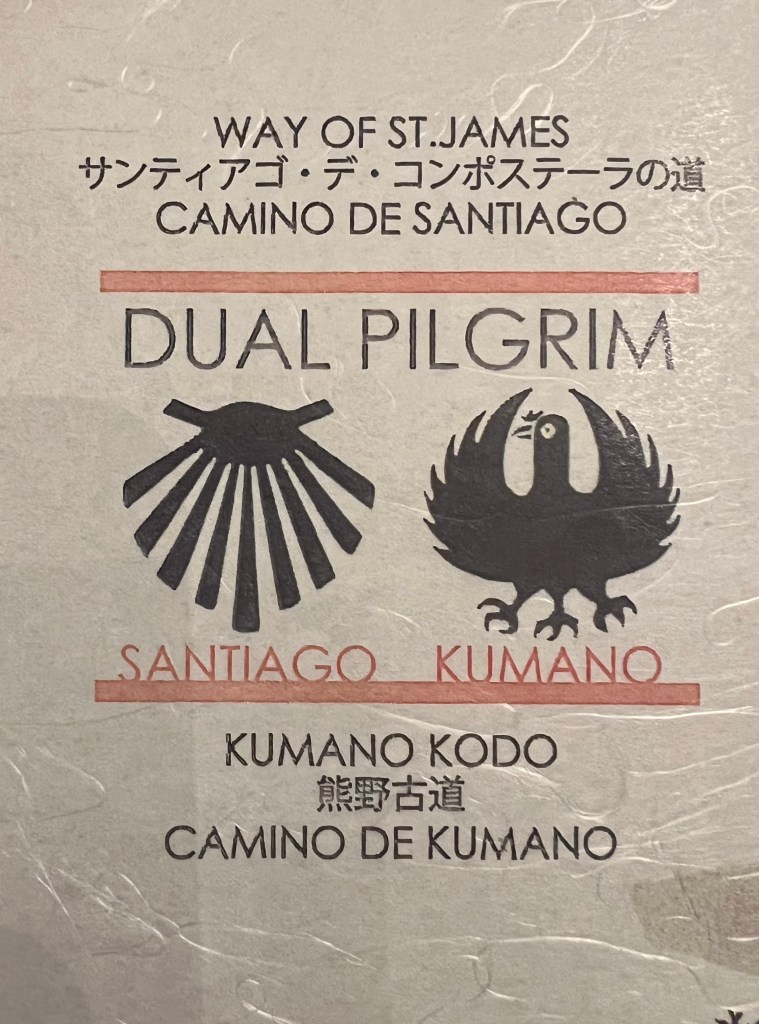 WAY OF ST.JAMES
サンティアゴ・デ・コンポステーラの道
CAMINO DE SANTIAGO
DUAL PILGRIM
SANTIAGO KUMANO
KUMANO KODO
熊野古道
CAMINO DE KUMANO